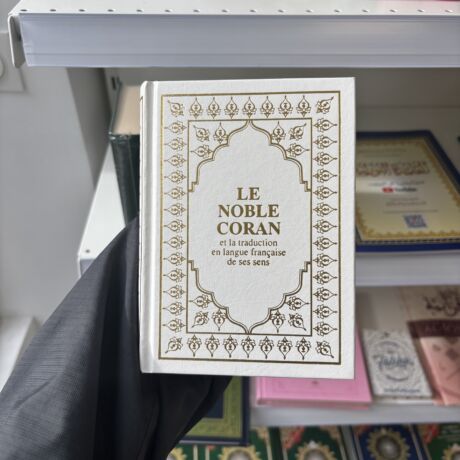 LE
NOBLE
CORAN
et la traduction
en langue française
de ses sens